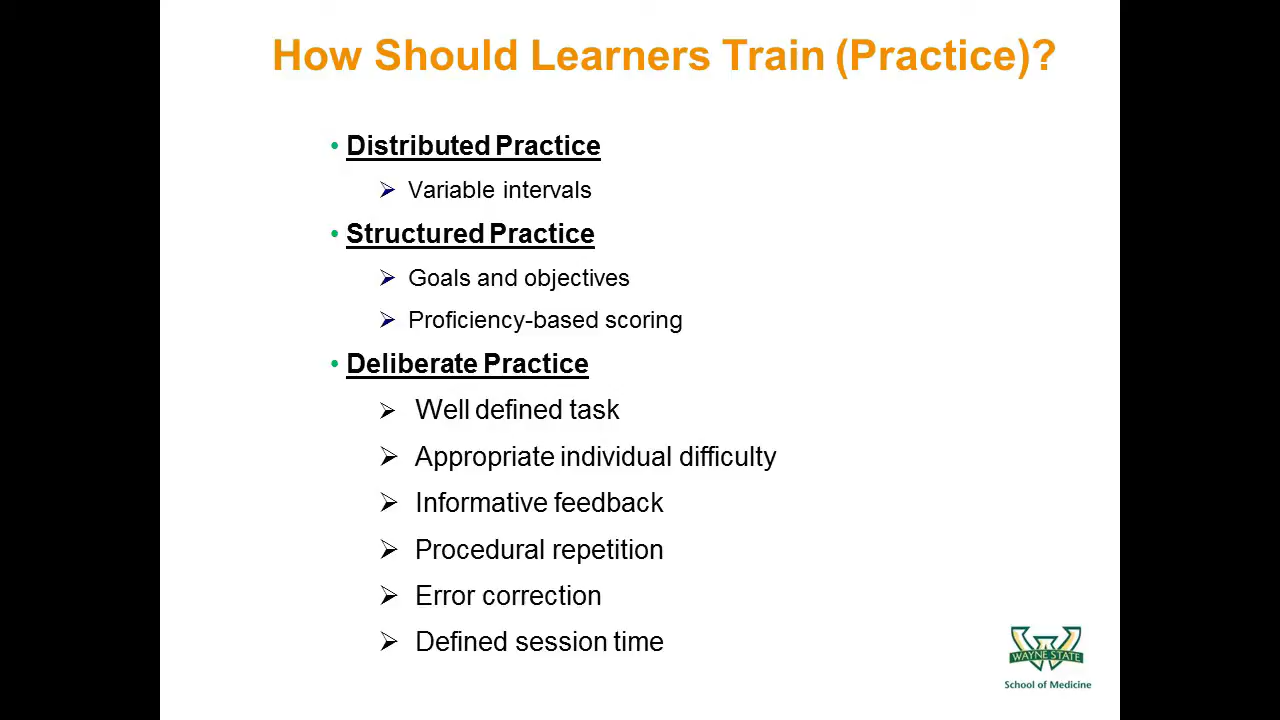 How Should Learners Train (Practice)?
• Distributed Practice
➢ Variable intervals
• Structured Practice
➢ Goals and objectives
➢ Proficiency-based scoring
• Deliberate Practice
➢ Well defined task
➢ Appropriate individual difficulty
➢ Informative feedback
➢ Procedural repetition
➢ Error correction
➢ Defined session time
WAYNE STATE
School of Medicine